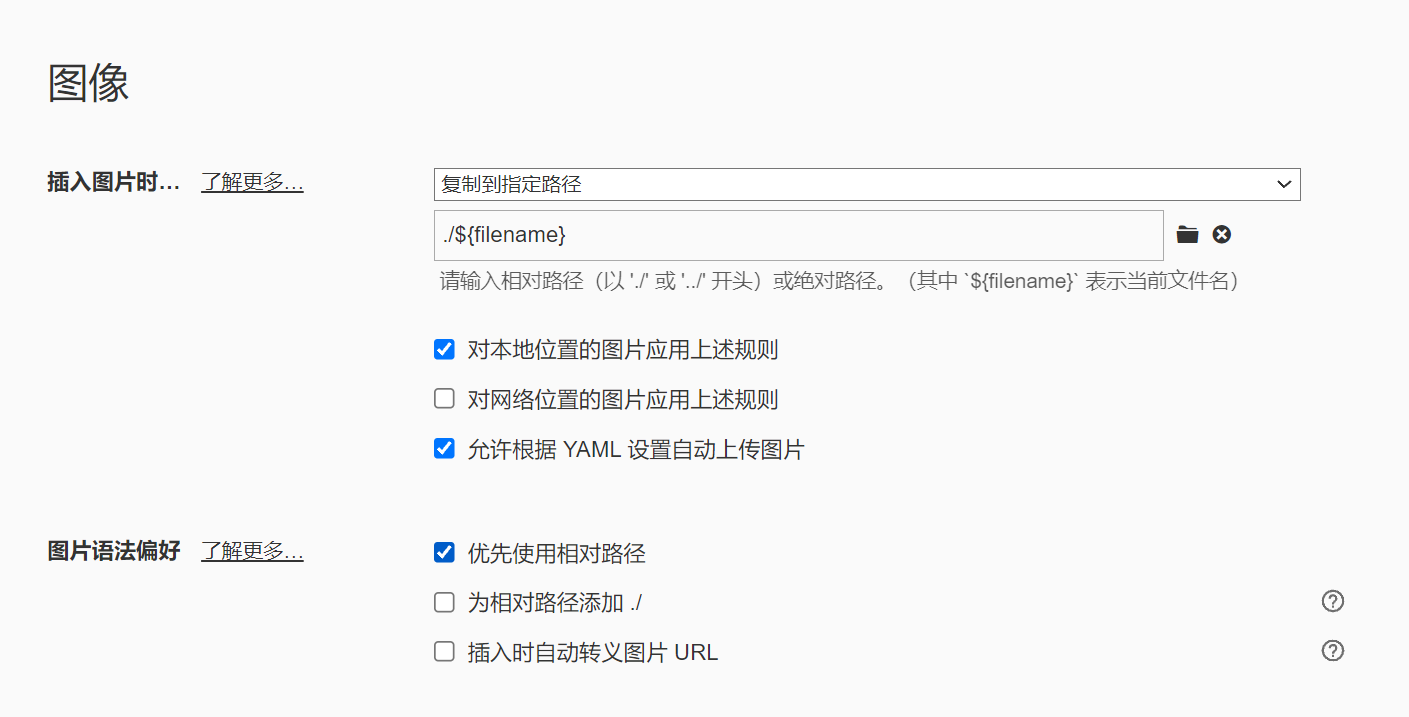 图像
插入图片时... 了解更多...
复制到指定路径
./${filename}
请输入相对路径（以 './' 或 '../' 开头）或绝对路径。（其中 `${filename}` 表示当前文件名）
对本地位置的图片应用上述规则
对网络位置的图片应用上述规则
允许根据 YAML 设置自动上传图片
图片语法偏好 了解更多...
优先使用相对路径
为相对路径添加 ./
插入时自动转义图片 URL